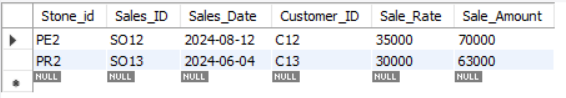 Stone_id Sales_ID Sales_Date Customer_ID Sale_Rate Sale_Amount
PE2 SO12 2024-08-12 C12 35000 70000
PR2 SO13 2024-06-04 C13 30000 63000
NULL NULL NULL NULL NULL NULL